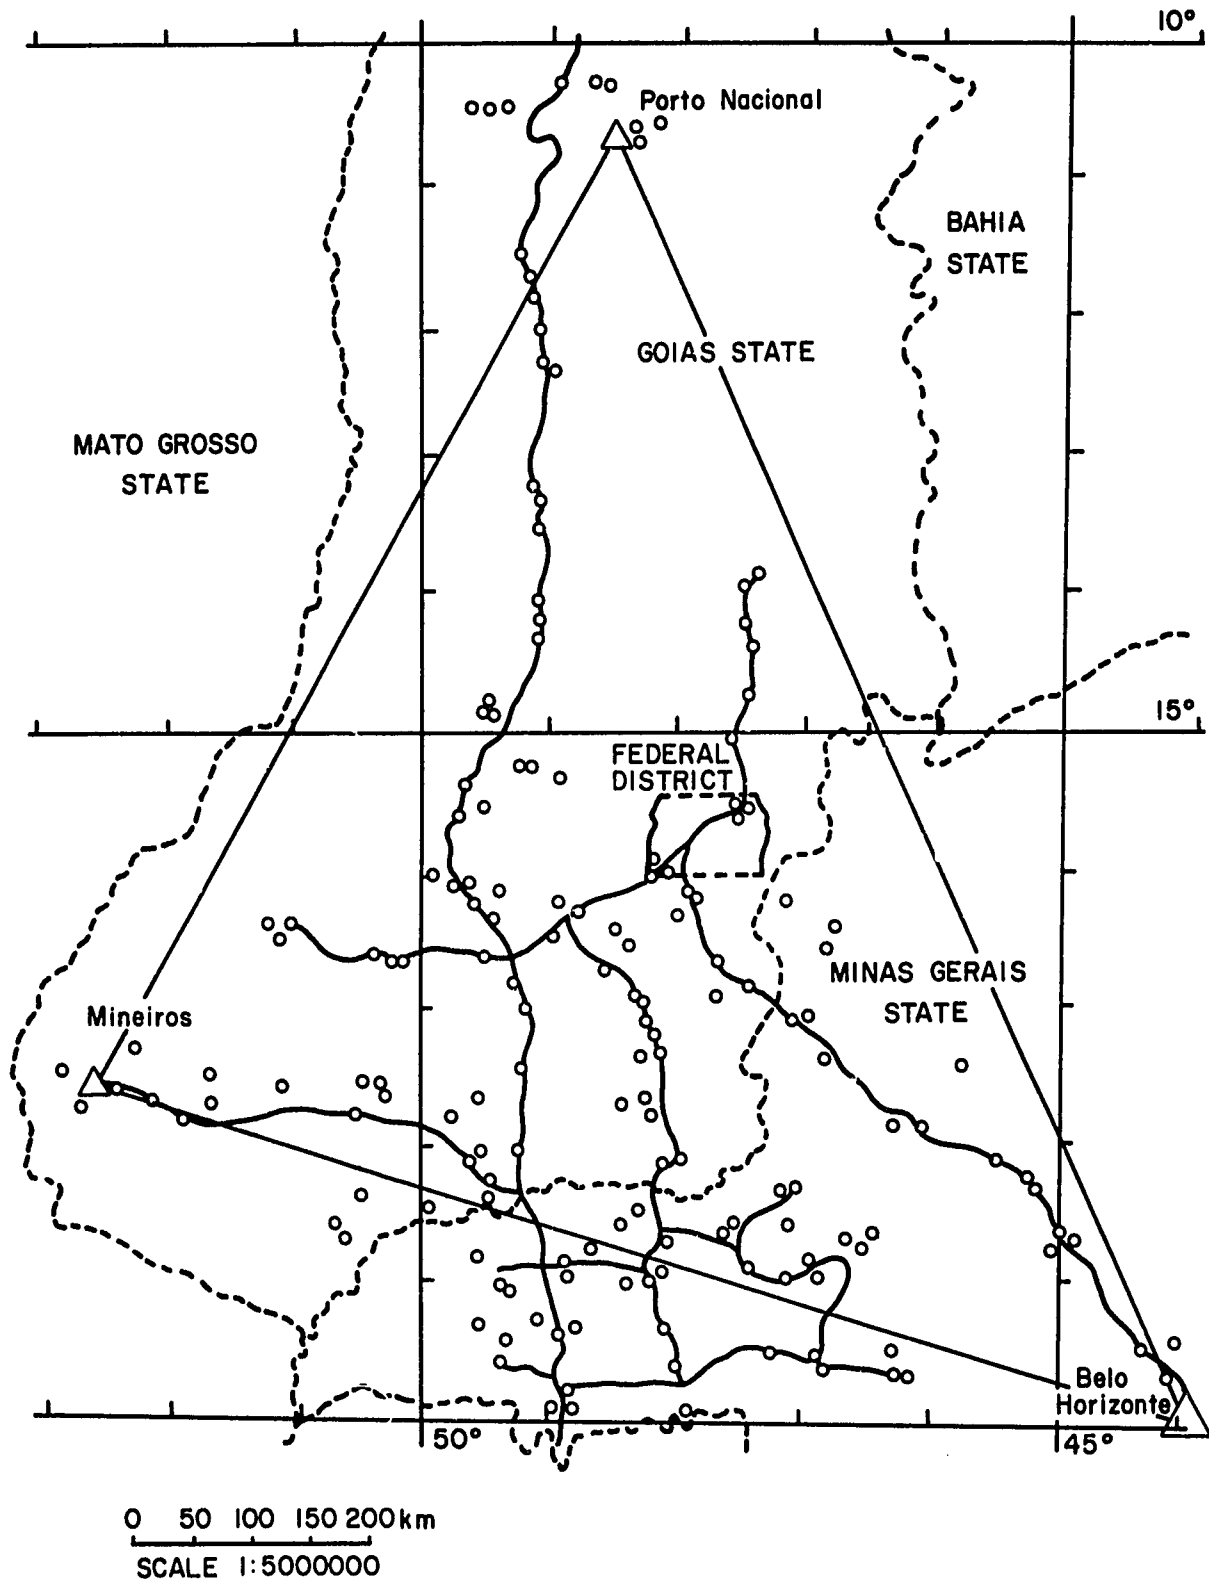 10°
Porto Nacional
BAHIA
STATE
GOIAS STATE
MATO GROSSO
STATE
15°
FEDERAL
DISTRICT
MINAS GERAIS
STATE
Mineiros
Belo
Horizonte
50°
45°
0 50 100 150 200 km
SCALE 1:5000000